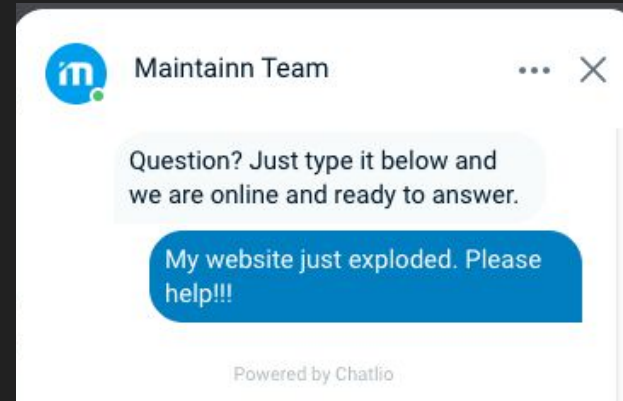 m
Maintainn Team
Question? Just type it below and
we are online and ready to answer.
My website just exploded. Please
help!!!
Powered by Chatlio